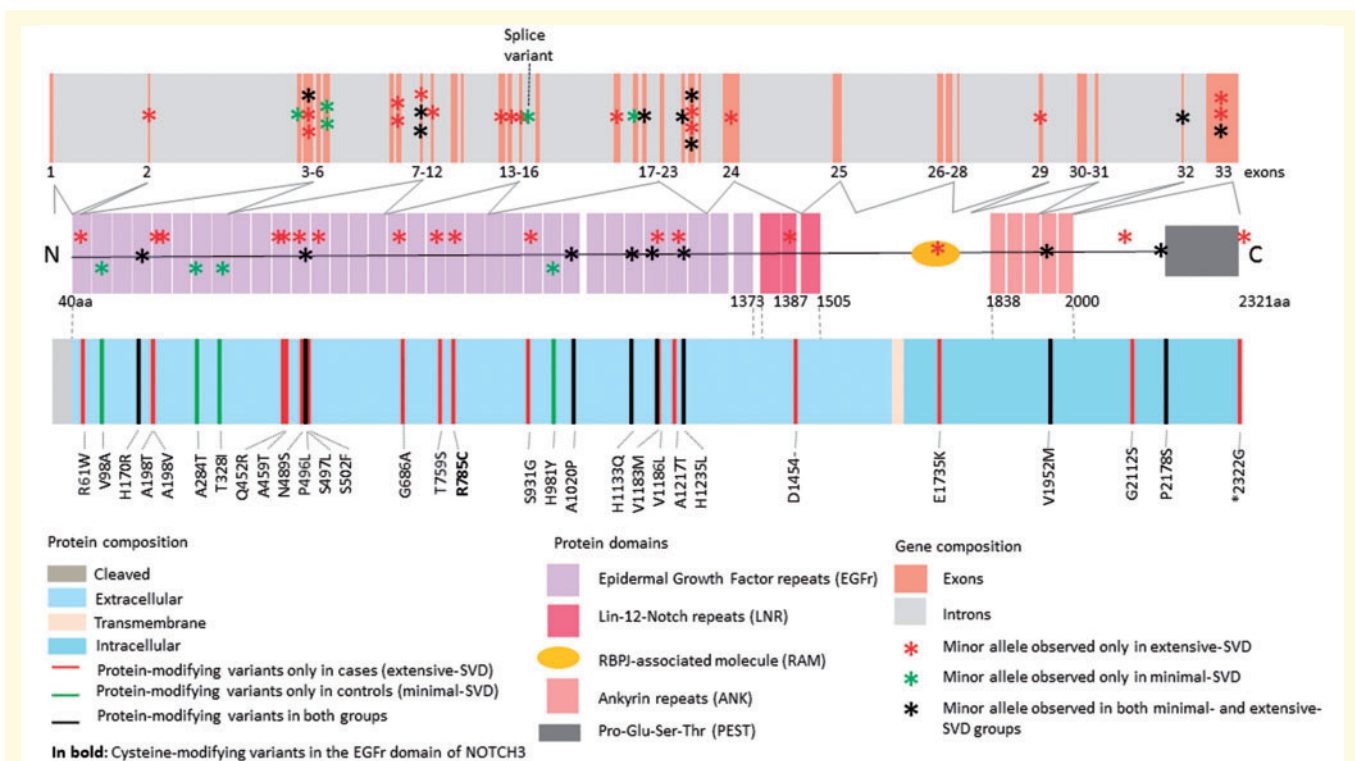 Splice
variant
1 2 3-6 7-12 13-16 17-23 24 25 26-28 29 30-31 32 33 exons
N C
40aa 1373 1387 1505 1838 2000 2321aa
R61W
V98A
H170R
A198T
A198V
A284T
T328I
Q452R
A459T
N489S
P496L
S497L
S502F
G686A
T759S
R785C
S931G
H981Y
A1020P
H1133Q
V1183M
V1186L
A1217T
H1235L
D1454-
E1735K
V1952M
G2112S
P2178S
*2322G
Protein composition
Cleaved
Extracellular
Transmembrane
Intracellular
Protein-modifying variants only in cases (extensive-SVD)
Protein-modifying variants only in controls (minimal-SVD)
Protein-modifying variants in both groups
In bold: Cysteine-modifying variants in the EGFr domain of NOTCH3
Protein domains
Epidermal Growth Factor repeats (EGFr)
Lin-12-Notch repeats (LNR)
RBPJ-associated molecule (RAM)
Ankyrin repeats (ANK)
Pro-Glu-Ser-Thr (PEST)
Gene composition
Exons
Introns
Minor allele observed only in extensive-SVD
Minor allele observed only in minimal-SVD
Minor allele observed in both minimal- and extensive-
SVD groups